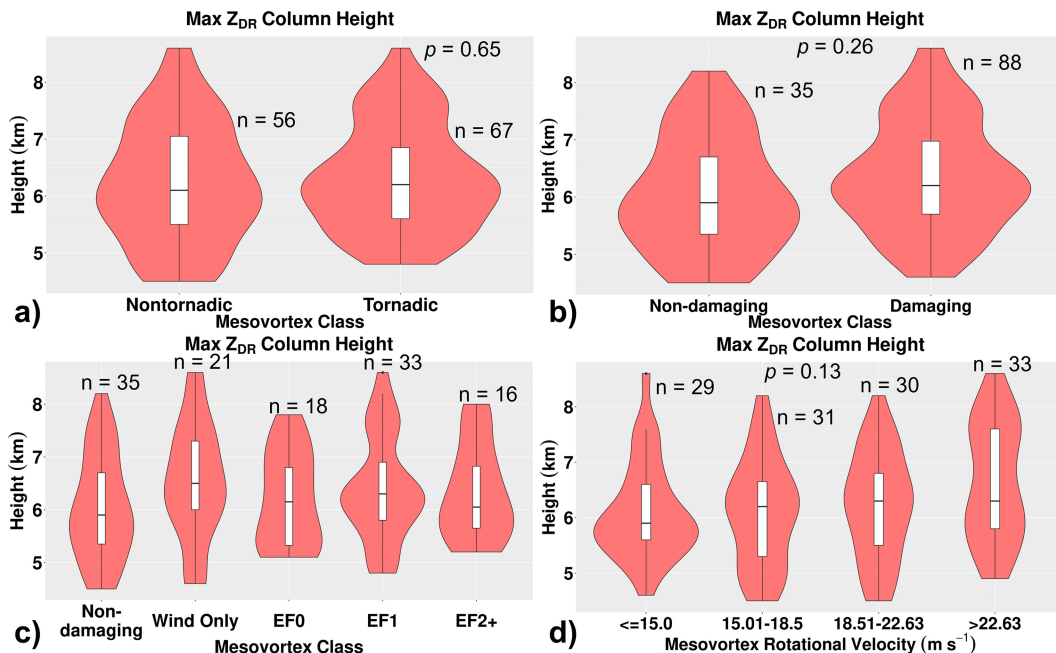 Max Z_DR Column Height
p = 0.65
n = 56
n = 67
8
7
6
5
Height (km)
Nontornadic Tornadic
Mesovortex Class
a)
Max Z_DR Column Height
p = 0.26
n = 88
n = 35
8
7
6
5
Height (km)
Non-damaging Damaging
Mesovortex Class
b)
Max Z_DR Column Height
n = 35
n = 21
n = 18
n = 33
n = 16
8
7
6
5
Height (km)
Non-
damaging Wind Only EF0 EF1 EF2+
Mesovortex Class
c)
Max Z_DR Column Height
p = 0.13
n = 29
n = 31
n = 30
n = 33
8
7
6
5
Height (km)
<=15.0 15.01-18.5 18.51-22.63 >22.63
Mesovortex Rotational Velocity (m s⁻¹)
d)